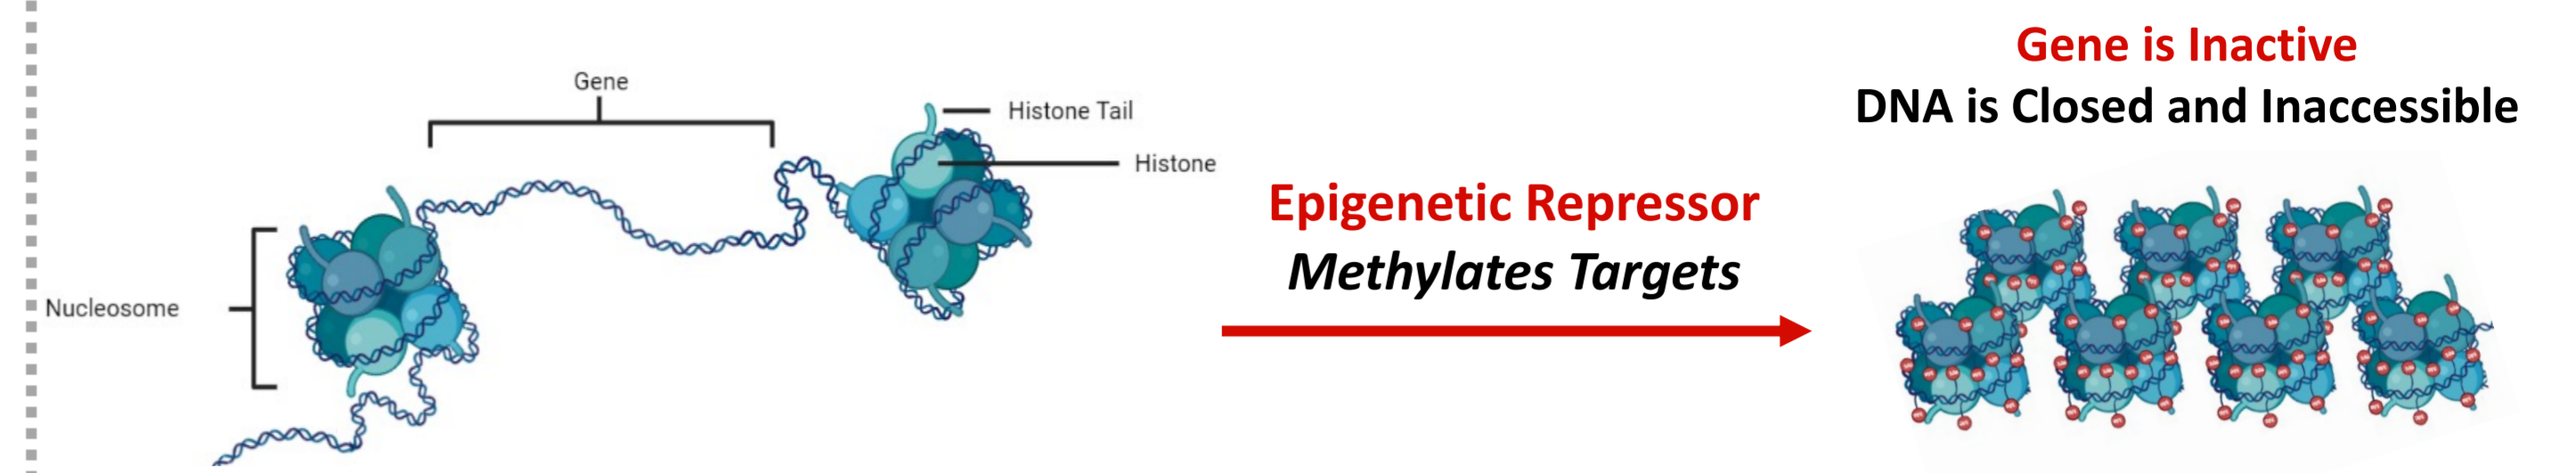 Gene
Histone Tail
Histone
Nucleosome
Epigenetic Repressor
Methylates Targets
Gene is Inactive
DNA is Closed and Inaccessible